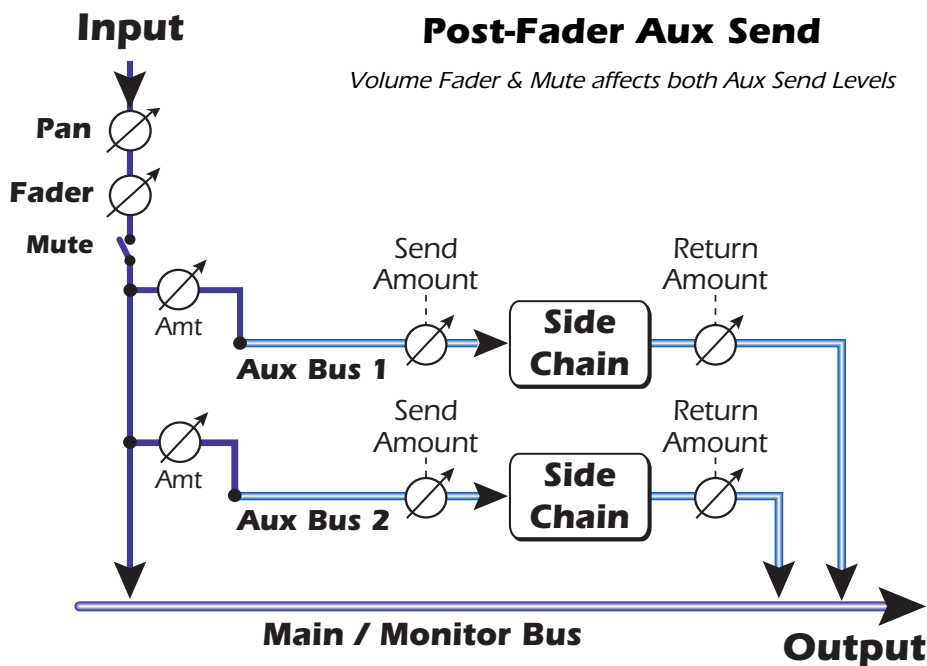 Input
Post-Fader Aux Send
Volume Fader & Mute affects both Aux Send Levels
Pan
Fader
Mute
Send
Amount
Return
Amount
Amt
Side
Chain
Aux Bus 1
Send
Amount
Return
Amount
Amt
Side
Chain
Aux Bus 2
Main / Monitor Bus
Output